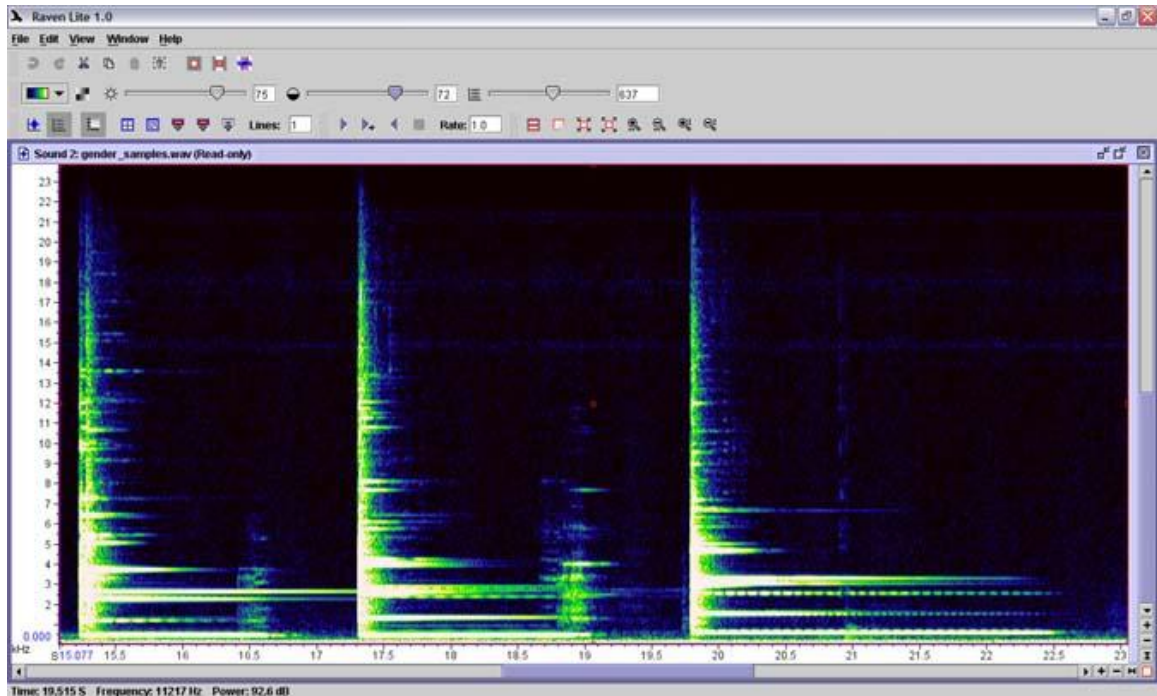 Raven Lite 1.0
File Edit View Window Help
75 72 637
Lines: 1 Rate: 1.0
Sound 2: gender_samples.wav (Read-only)
23
22
21
20
19
18
17
16
15
14
13
12
11
10
9
8
7
6
5
4
3
2
0.000
kHz
S15.077 15.5 16 16.5 17 17.5 18 18.5 19 19.5 20 20.5 21 21.5 22 22.5 23
Time: 19.515 S Frequency: 11217 Hz Power: 92.6 dB